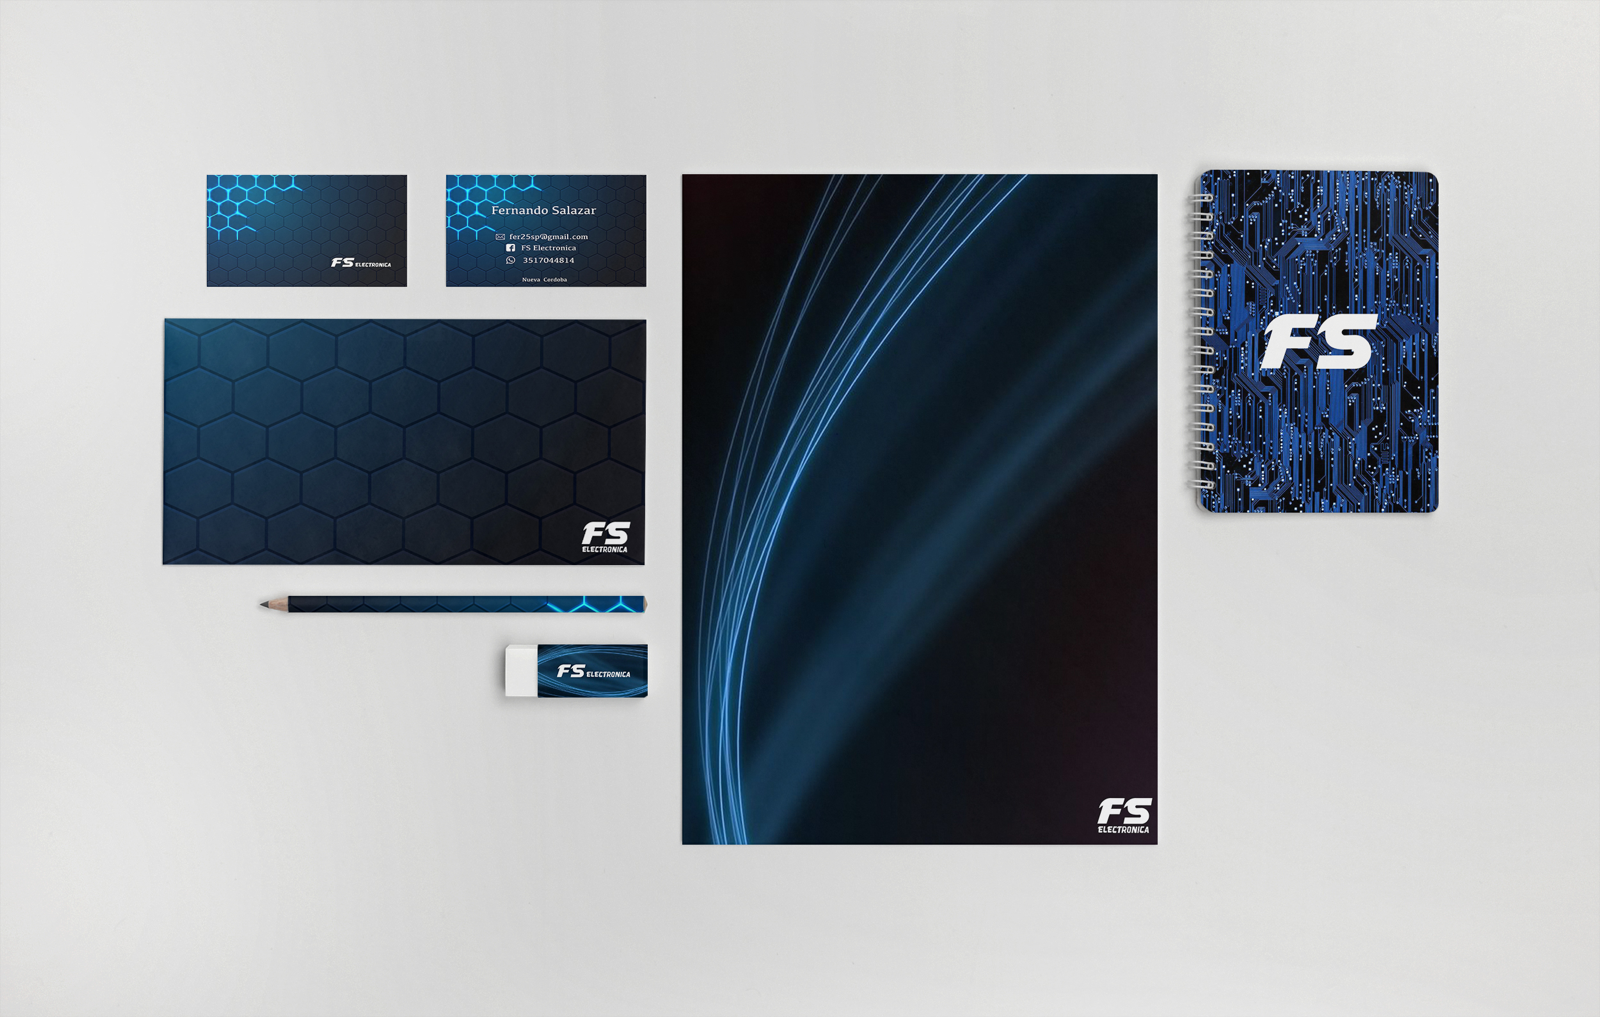 FS ELECTRONICA
Fernando Salazar
fer25sp@gmail.com
FS Electronica
3517044814
Nueva Cordoba
FS
ELECTRONICA
FS ELECTRONICA
FS
ELECTRONICA
FS